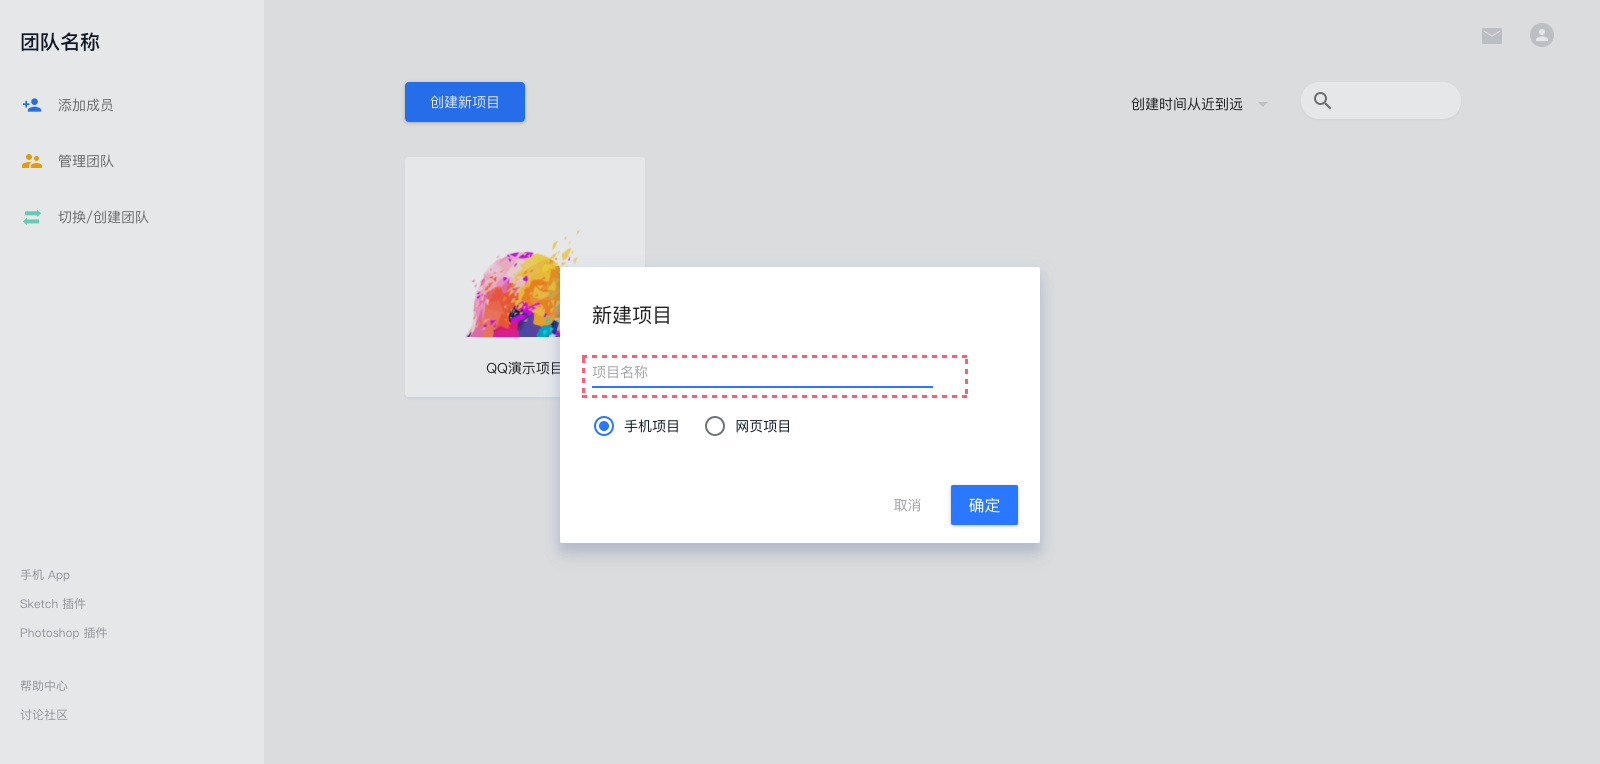 团队名称
添加成员
管理团队
切换/创建团队
手机 App
Sketch 插件
Photoshop 插件
帮助中心
讨论社区
创建新项目
创建时间从近到远
QQ演示项目
新建项目
项目名称
手机项目
网页项目
取消
确定